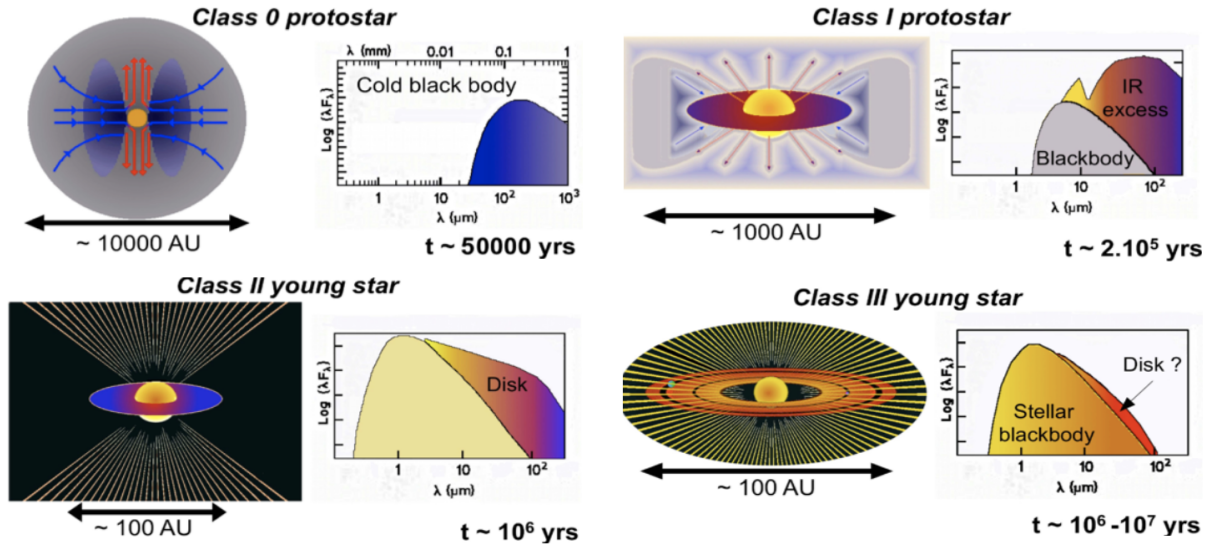 Class 0 protostar
λ (mm) 0.01 0.1 1
Cold black body
Log (λFλ)
1 10 10² 10³
λ (μm)
~ 10000 AU
t ~ 50000 yrs
Class I protostar
IR
excess
Blackbody
Log (λFλ)
1 10 10²
λ (μm)
~ 1000 AU
t ~ 2.10⁵ yrs
Class II young star
Disk
Log (λFλ)
1 10 10²
λ (μm)
~ 100 AU
t ~ 10⁶ yrs
Class III young star
Disk ?
Stellar
blackbody
Log (λFλ)
1 10 10²
λ (μm)
~ 100 AU
t ~ 10⁶ -10⁷ yrs